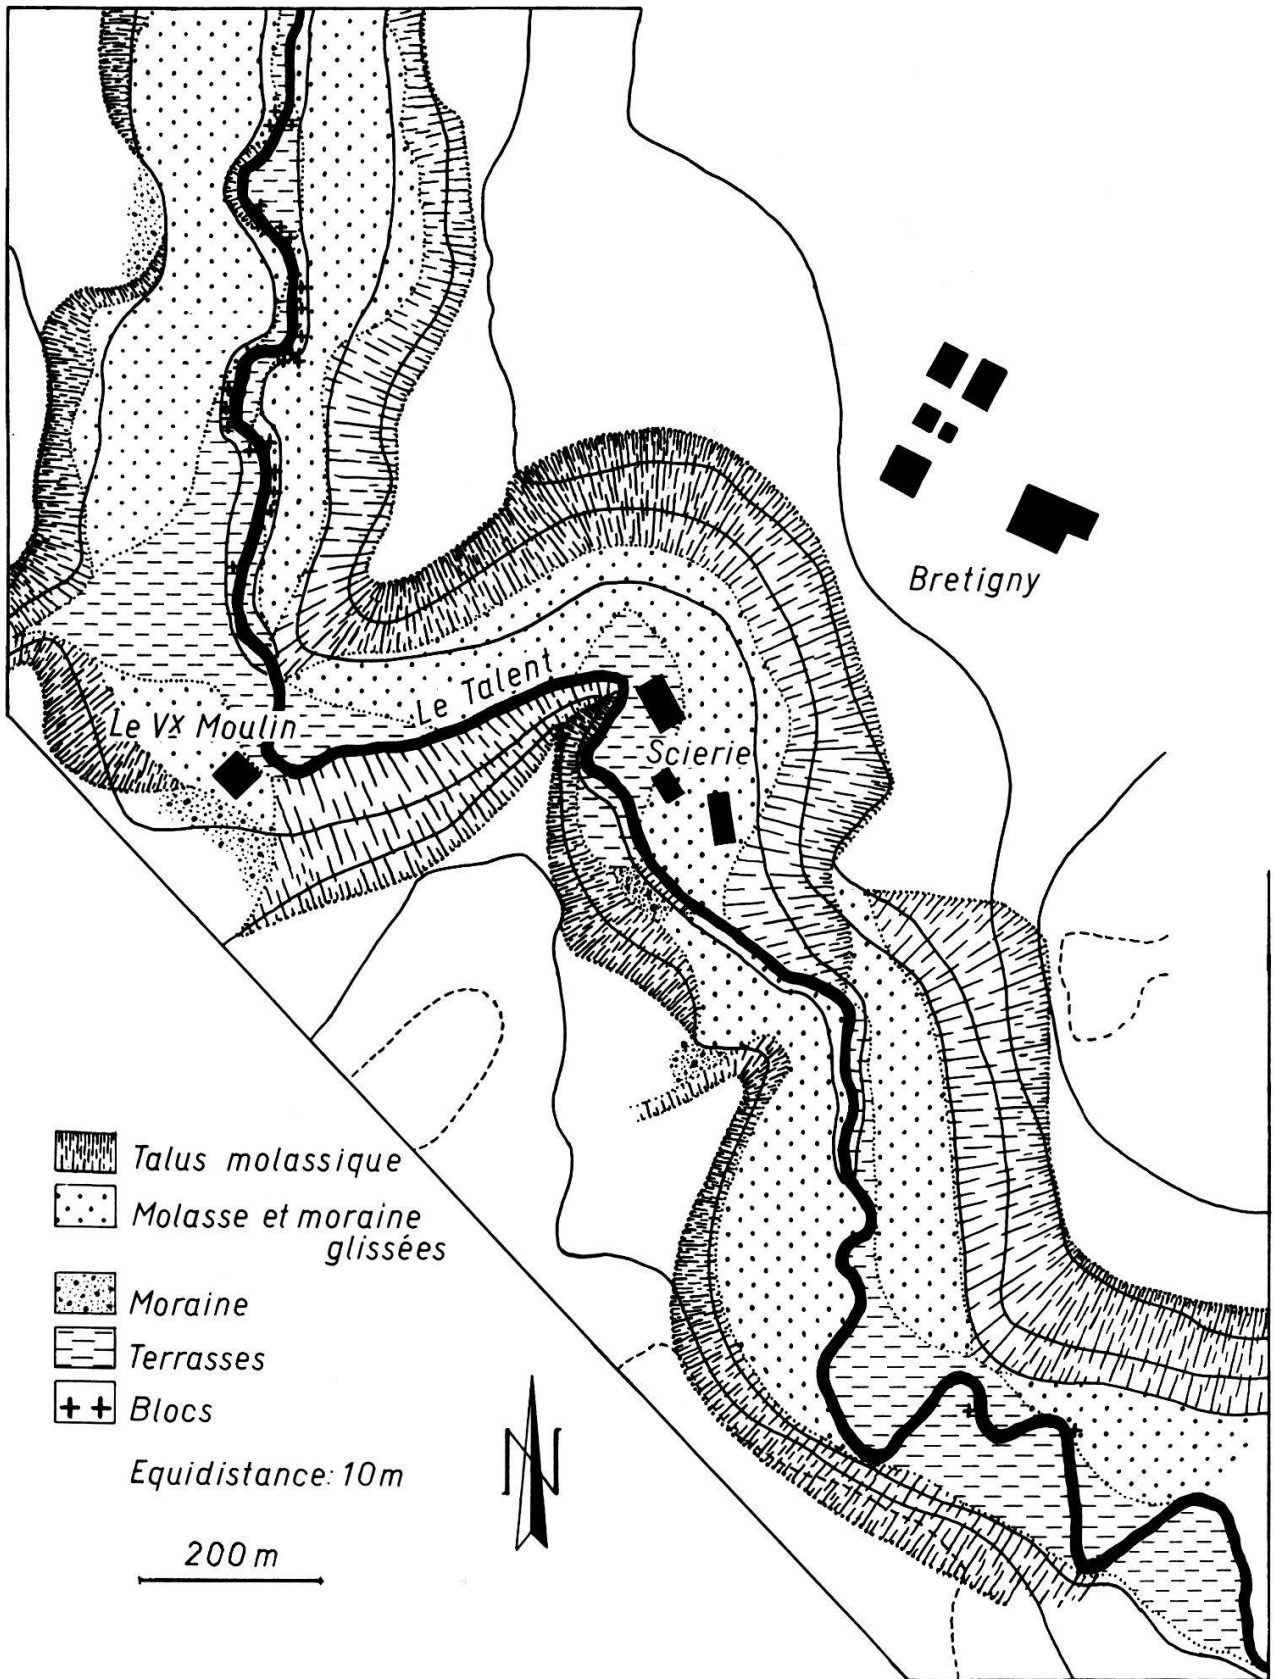 Bretigny
Le Talent
Le Vx Moulin
Scierie
Talus molassique
Molasse et moraine
glissées
Moraine
Terrasses
Blocs
Equidistance: 10m
N
200 m